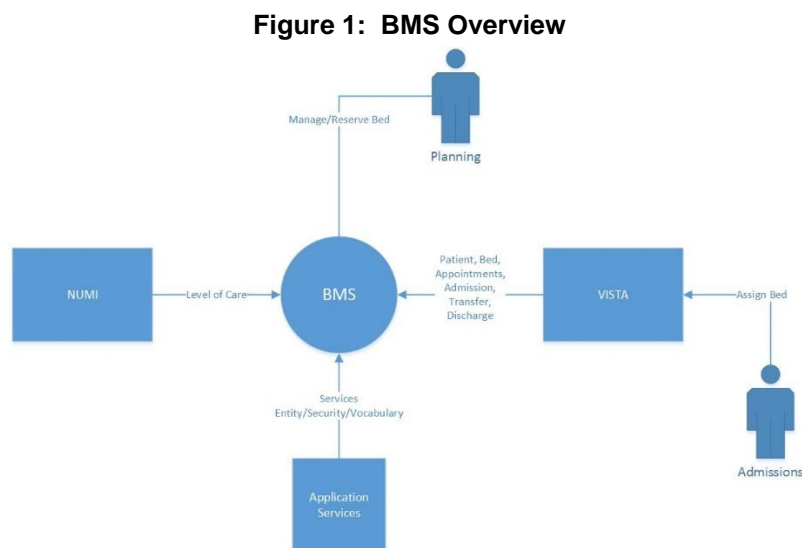 Figure 1:  BMS Overview
Manage/Reserve Bed
Planning
NUMI
Level of Care
BMS
Patient, Bed,
Appointments,
Admission,
Transfer,
Discharge
VISTA
Assign Bed
Services
Entity/Security/Vocabulary
Admissions
Application
Services